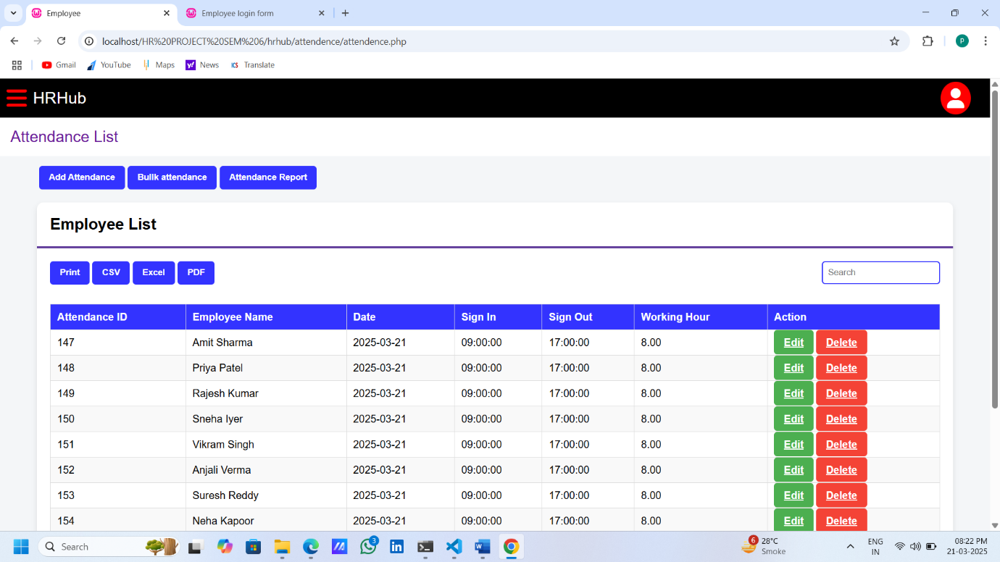 Employee
Employee login form
localhost/HR%20PROJECT%20SEM%206/hrhub/attendence/attendence.php
P
Gmail
YouTube
Maps
News
ICS Translate
HRHub
Attendance List
Add Attendance Bullk attendance Attendance Report
Employee List
Print CSV Excel PDF
Search
Attendance ID Employee Name Date Sign In Sign Out Working Hour Action
147 Amit Sharma 2025-03-21 09:00:00 17:00:00 8.00 Edit Delete
148 Priya Patel 2025-03-21 09:00:00 17:00:00 8.00 Edit Delete
149 Rajesh Kumar 2025-03-21 09:00:00 17:00:00 8.00 Edit Delete
150 Sneha Iyer 2025-03-21 09:00:00 17:00:00 8.00 Edit Delete
151 Vikram Singh 2025-03-21 09:00:00 17:00:00 8.00 Edit Delete
152 Anjali Verma 2025-03-21 09:00:00 17:00:00 8.00 Edit Delete
153 Suresh Reddy 2025-03-21 09:00:00 17:00:00 8.00 Edit Delete
154 Neha Kapoor 2025-03-21 09:00:00 17:00:00 8.00 Edit Delete
Search
3
6
28°C
Smoke
ENG
IN
08:22 PM
21-03-2025